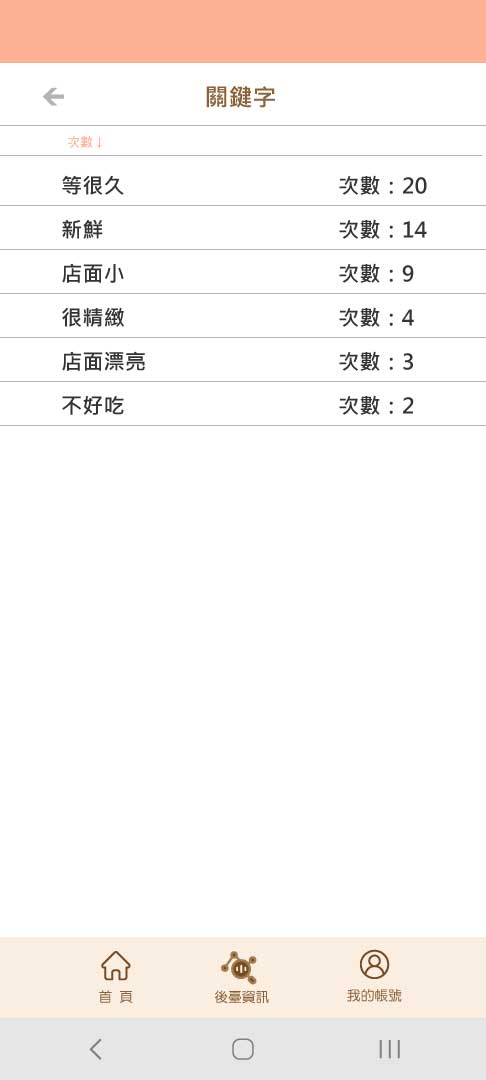 關鍵字
次數↓
等很久 次數：20
新鮮 次數：14
店面小 次數：9
很精緻 次數：4
店面漂亮 次數：3
不好吃 次數：2
首 頁 後臺資訊 我的帳號